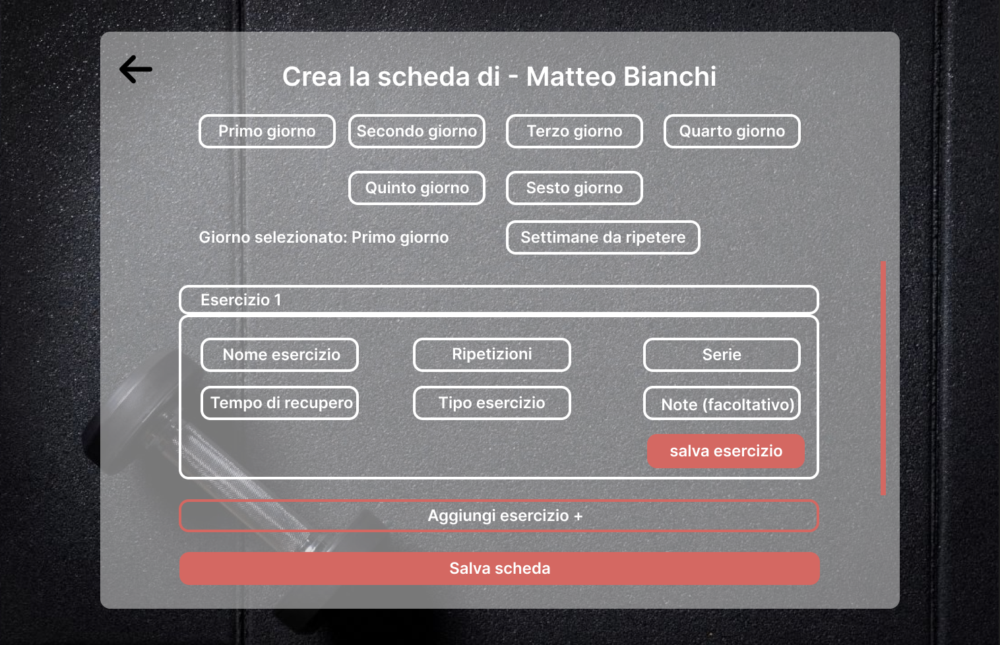 Crea la scheda di - Matteo Bianchi
Primo giorno
Secondo giorno
Terzo giorno
Quarto giorno
Quinto giorno
Sesto giorno
Giorno selezionato: Primo giorno
Settimane da ripetere
Esercizio 1
Nome esercizio
Ripetizioni
Serie
Tempo di recupero
Tipo esercizio
Note (facoltativo)
salva esercizio
Aggiungi esercizio +
Salva scheda